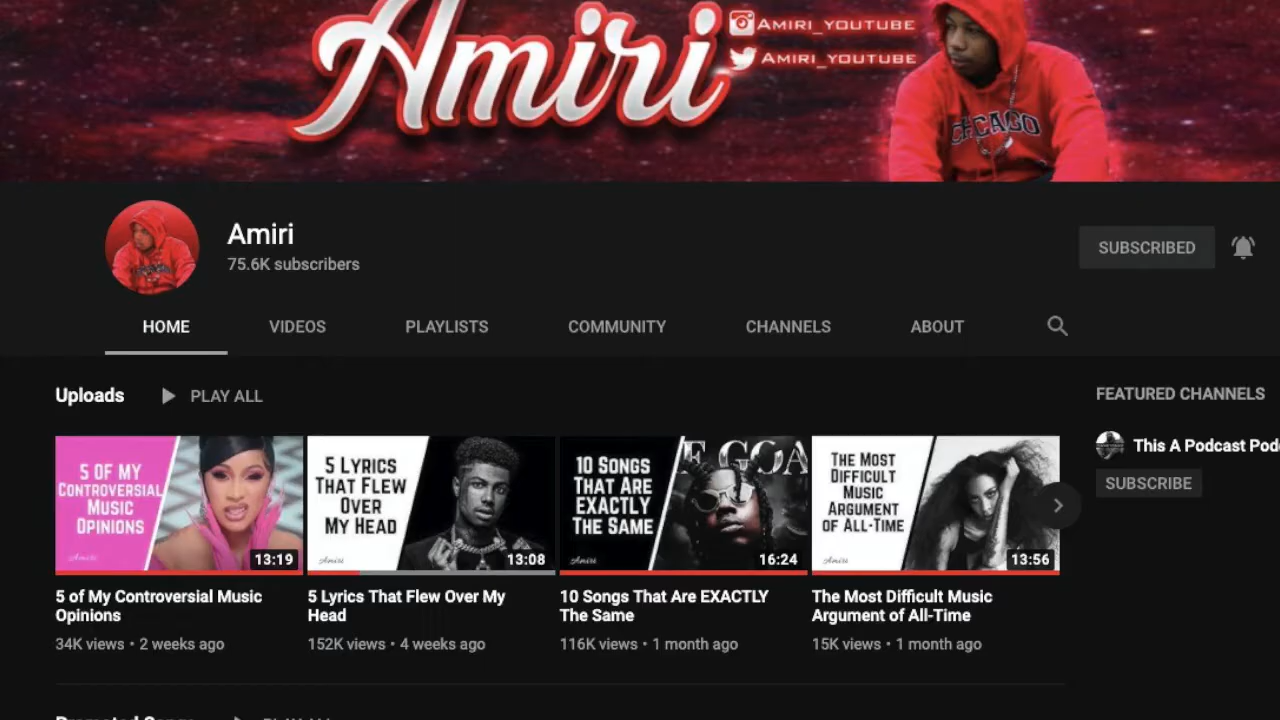 Amiri
AMIRI_YOUTUBE
AMIRI_YOUTUBE
CHICAGO
Amiri
75.6K subscribers
SUBSCRIBED
HOME
VIDEOS
PLAYLISTS
COMMUNITY
CHANNELS
ABOUT
Uploads
PLAY ALL
FEATURED CHANNELS
This A Podcast Pod
SUBSCRIBE
5 OF MY
CONTROVERSIAL
MUSIC
OPINIONS
Amiri
13:19
5 LYRICS
THAT FLEW
OVER
MY HEAD
Amiri
13:08
10 SONGS
THAT ARE
EXACTLY
THE SAME
Amiri
E GOA
16:24
THE MOST
DIFFICULT
MUSIC
ARGUMENT
OF ALL-TIME
Amiri
13:56
5 of My Controversial Music
Opinions
34K views • 2 weeks ago
5 Lyrics That Flew Over My
Head
152K views • 4 weeks ago
10 Songs That Are EXACTLY
The Same
116K views • 1 month ago
The Most Difficult Music
Argument of All-Time
15K views • 1 month ago